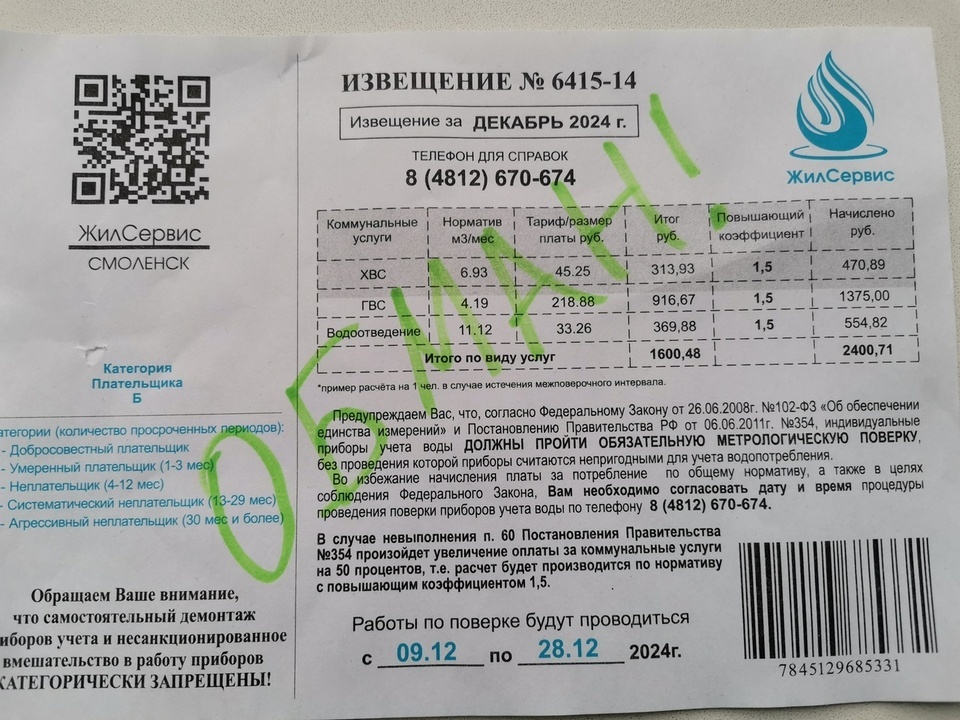 ЖилСервис
СМОЛЕНСК
Категория
Плательщика
Б
атегории (количество просроченных периодов):
- Добросовестный плательщик
- Умеренный плательщик (1-3 мес)
- Неплательщик (4-12 мес)
- Систематический неплательщик (13-29 мес)
- Агрессивный неплательщик (30 мес и более)
Обращаем Ваше внимание,
что самостоятельный демонтаж
иборов учета и несанкционированное
вмешательство в работу приборов
КАТЕГОРИЧЕСКИ ЗАПРЕЩЕНЫ!
ИЗВЕЩЕНИЕ № 6415-14
Извещение за ДЕКАБРЬ 2024 г.
ТЕЛЕФОН ДЛЯ СПРАВОК
8 (4812) 670-674
ЖилСервис
Коммунальные услуги Норматив м3/мес Тариф/размер платы руб. Итог руб. Повышающий коэффициент Начислено руб.
ХВС 6.93 45.25 313,93 1,5 470,89
ГВС 4.19 218.88 916,67 1,5 1375,00
Водоотведение 11.12 33.26 369,88 1,5 554,82
Итого по виду услуг 1600,48 2400,71
*пример расчёта на 1 чел. в случае истечения межповерочного интервала.
Предупреждаем Вас, что, согласно Федеральному Закону от 26.06.2008г. №102-ФЗ «Об обеспечении
единства измерений» и Постановлению Правительства РФ от 06.06.2011г. №354, индивидуальные
приборы учета воды ДОЛЖНЫ ПРОЙТИ ОБЯЗАТЕЛЬНУЮ МЕТРОЛОГИЧЕСКУЮ ПОВЕРКУ,
без проведения которой приборы считаются непригодными для учета водопотребления.
Во избежание начисления платы за потребление по общему нормативу, а также в целях
соблюдения Федерального Закона, Вам необходимо согласовать дату и время процедуры
проведения поверки приборов учета воды по телефону 8 (4812) 670-674.
В случае невыполнения п. 60 Постановления Правительства
№354 произойдет увеличение оплаты за коммунальные услуги
на 50 процентов, т.е. расчет будет производится по нормативу
с повышающим коэффициентом 1,5.
Работы по поверке будут проводиться
с 09.12 по 28.12 2024г.
7845129685331
ОБМАН!